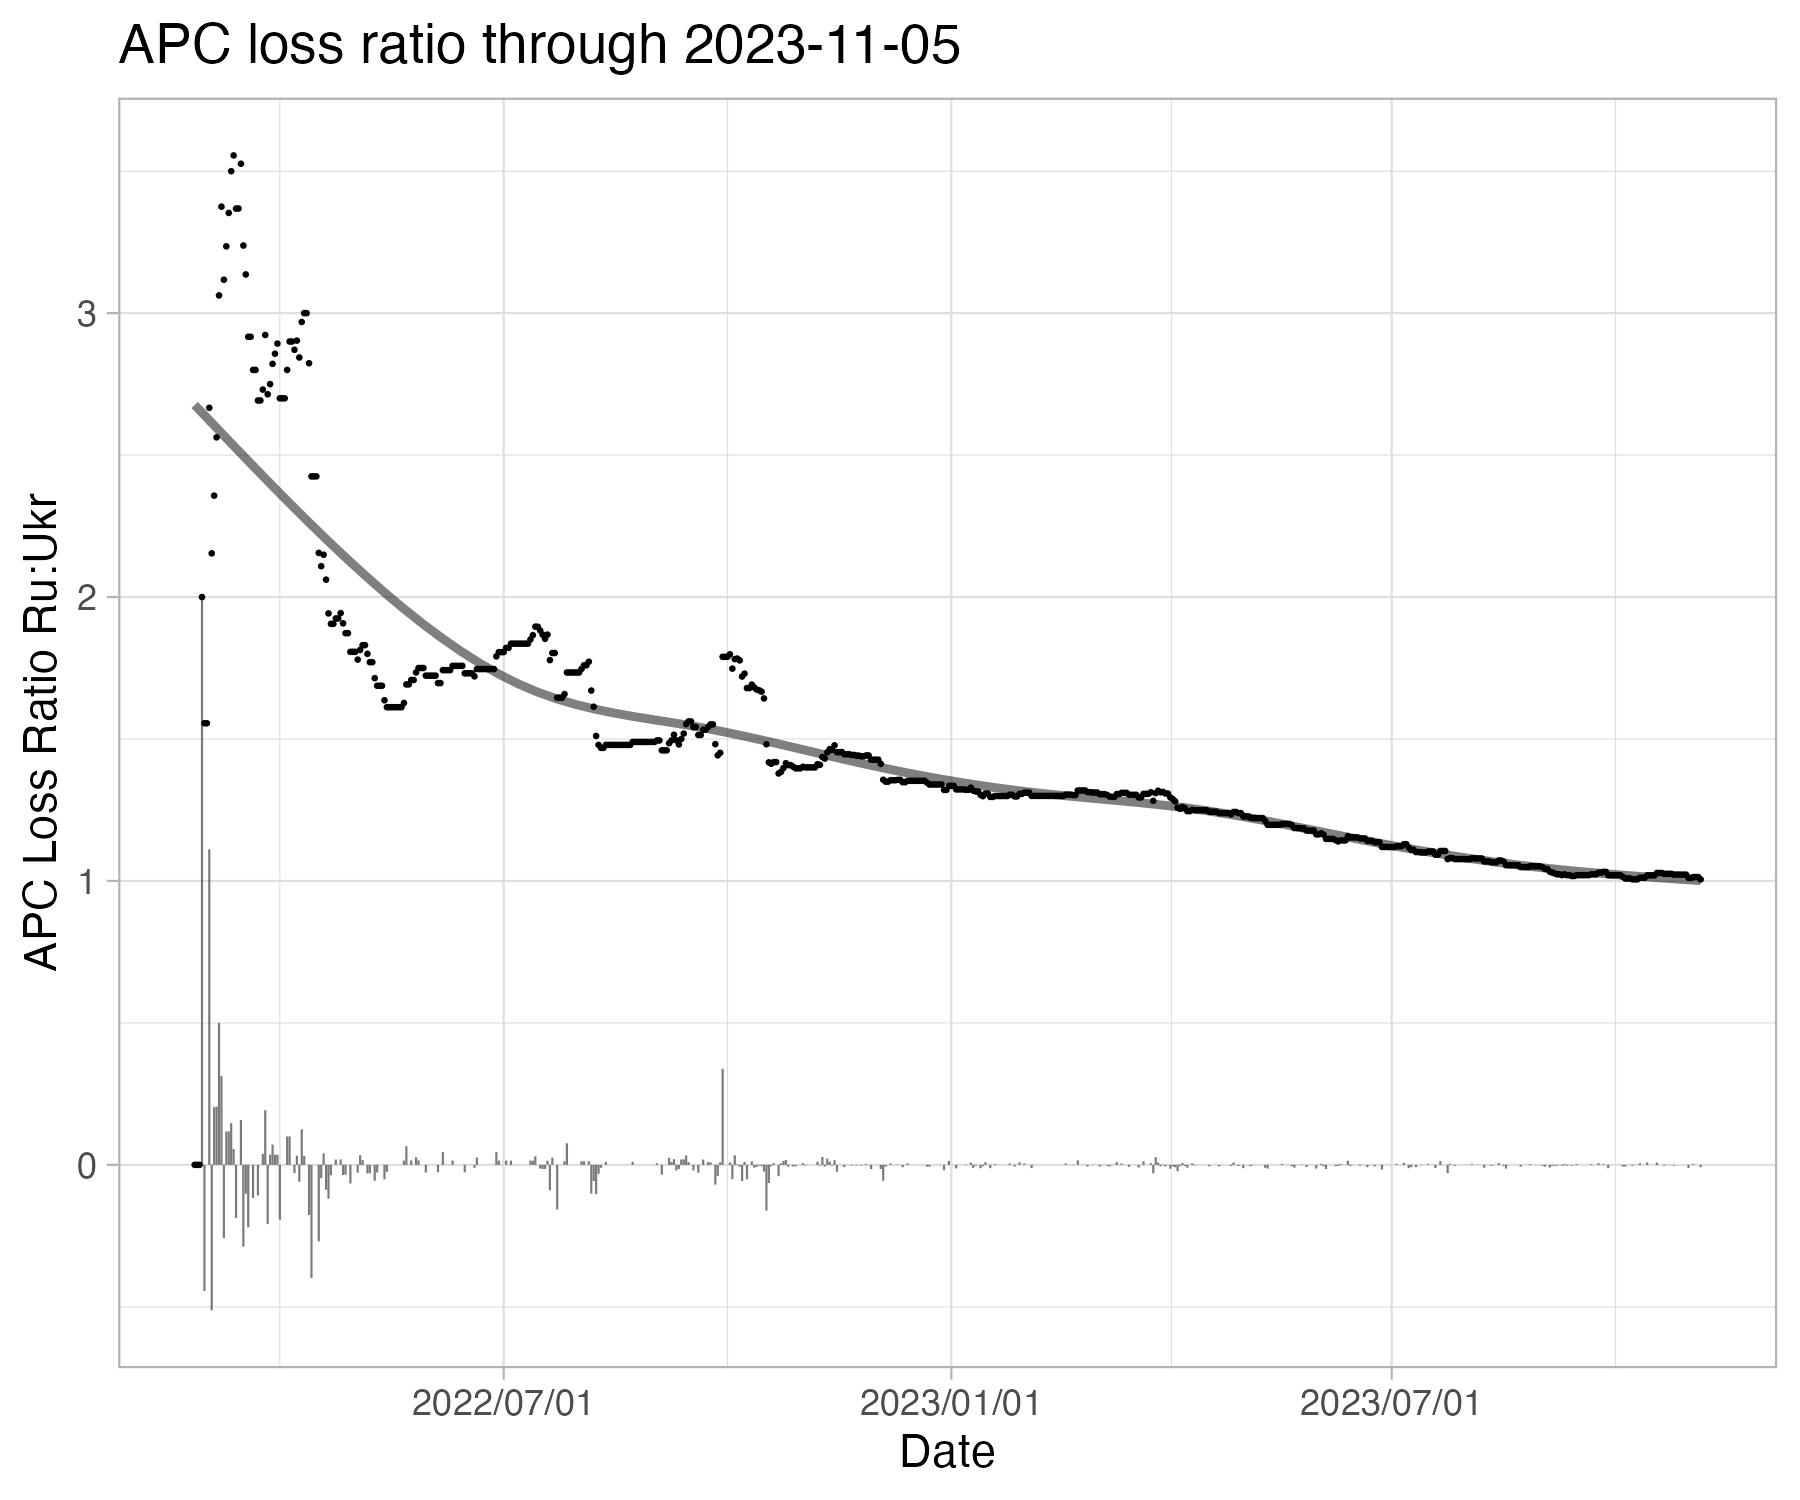 APC loss ratio through 2023-11-05
APC Loss Ratio Ru:Ukr
3
2
1
0
2022/07/01
2023/01/01
2023/07/01
Date